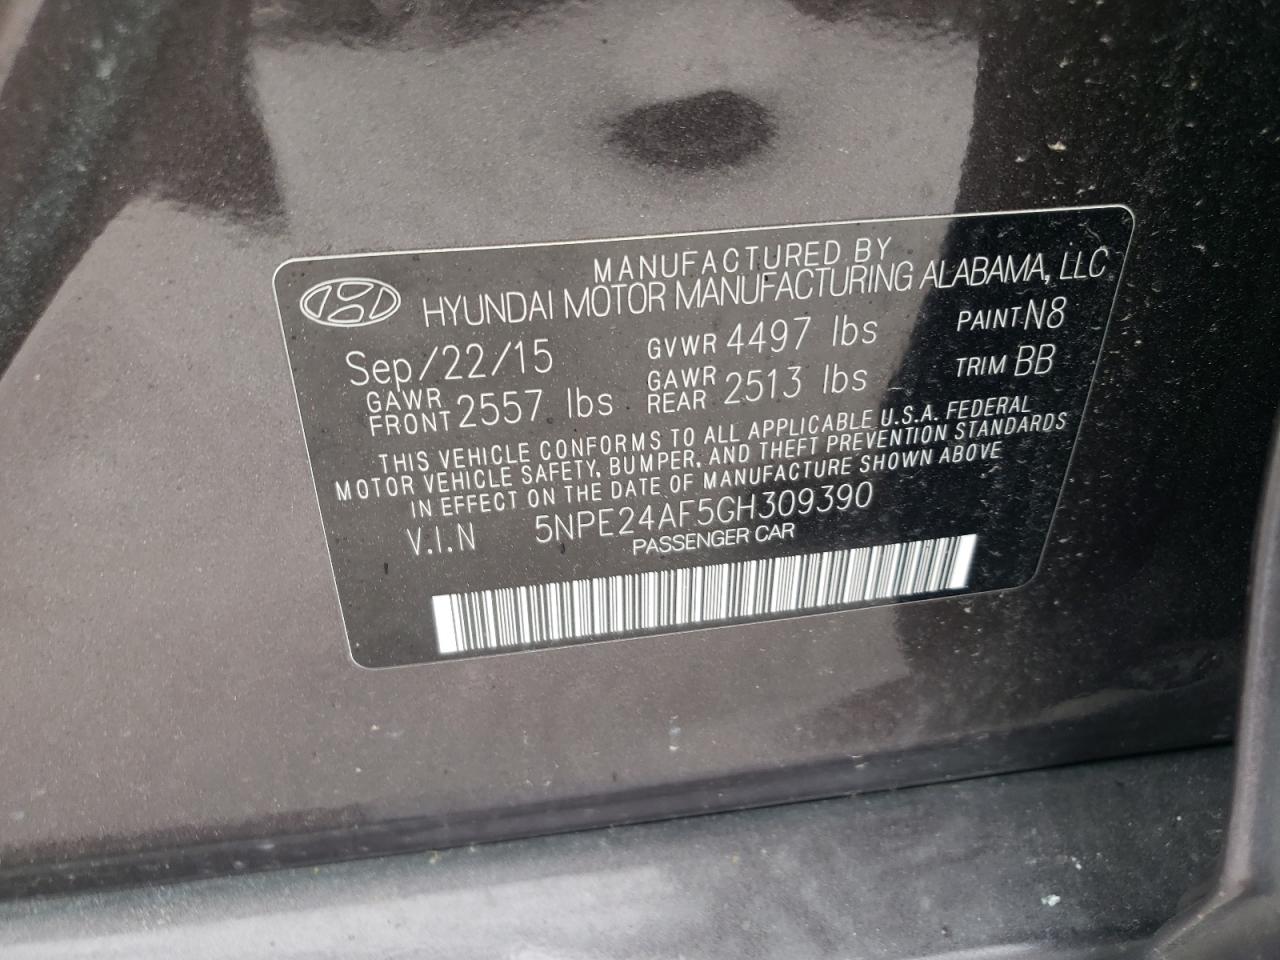 MANUFACTURED BY
HYUNDAI MOTOR MANUFACTURING ALABAMA, LLC
Sep/22/15 GVWR 4497 lbs PAINT N8
GAWR FRONT 2557 lbs GAWR REAR 2513 lbs TRIM BB
THIS VEHICLE CONFORMS TO ALL APPLICABLE U.S.A. FEDERAL
MOTOR VEHICLE SAFETY, BUMPER, AND THEFT PREVENTION STANDARDS
IN EFFECT ON THE DATE OF MANUFACTURE SHOWN ABOVE
V.I.N 5NPE24AF5GH309390
PASSENGER CAR